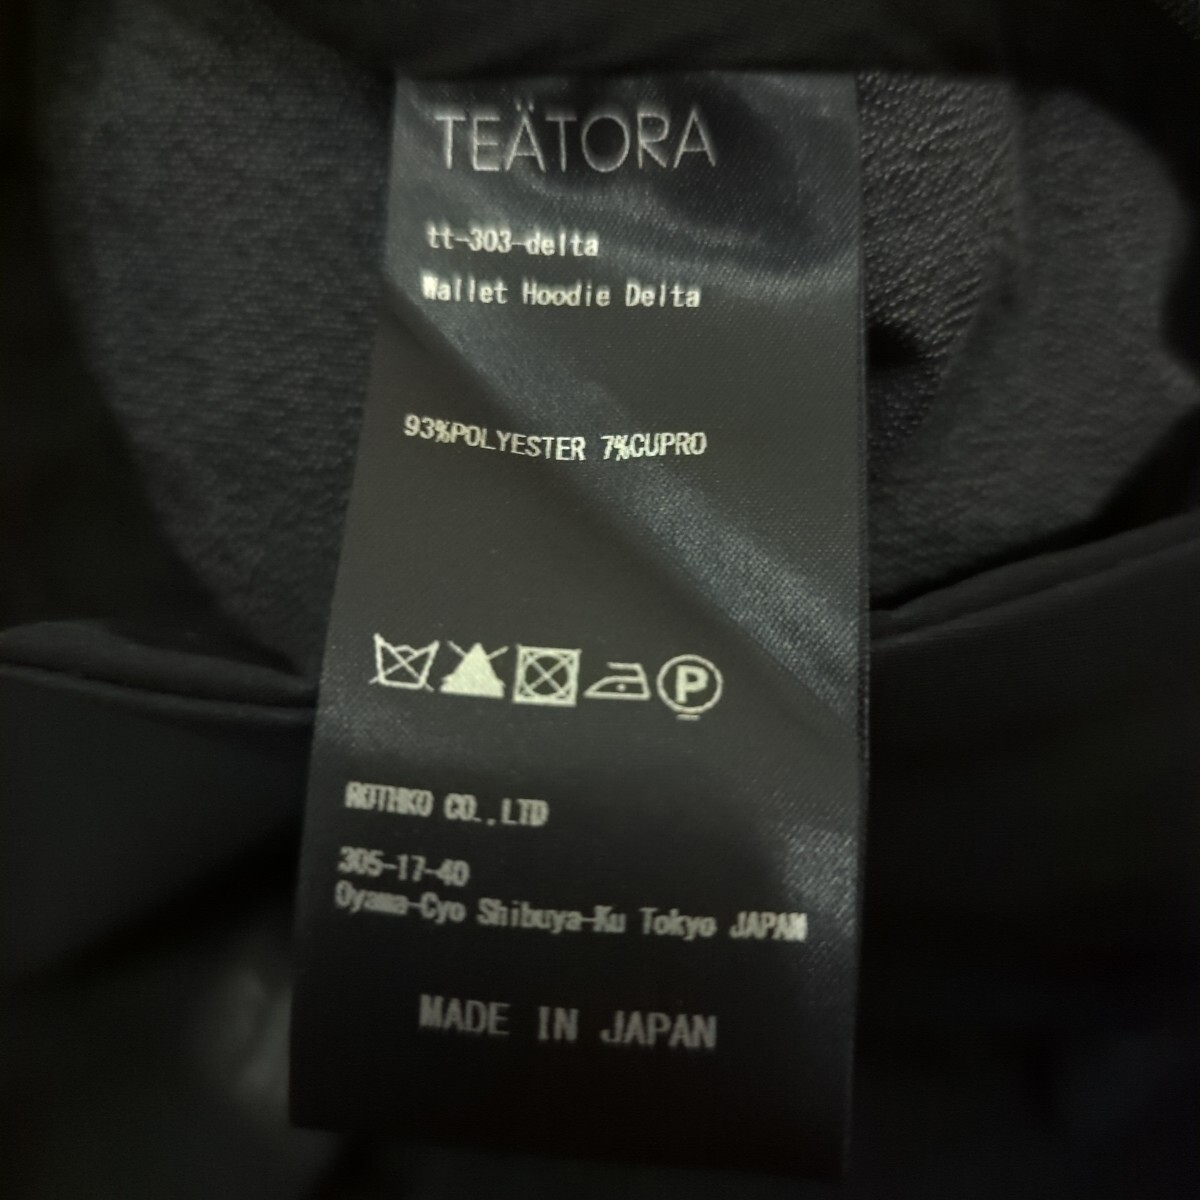 TEÄTORA
tt-303-delta
Wallet Hoodie Delta
93%POLYESTER 7%CUPRO
P
ROTHKO CO.,LTD
305-17-40
Oyama-Cyo Shibuya-Ku Tokyo JAPAN
MADE IN JAPAN